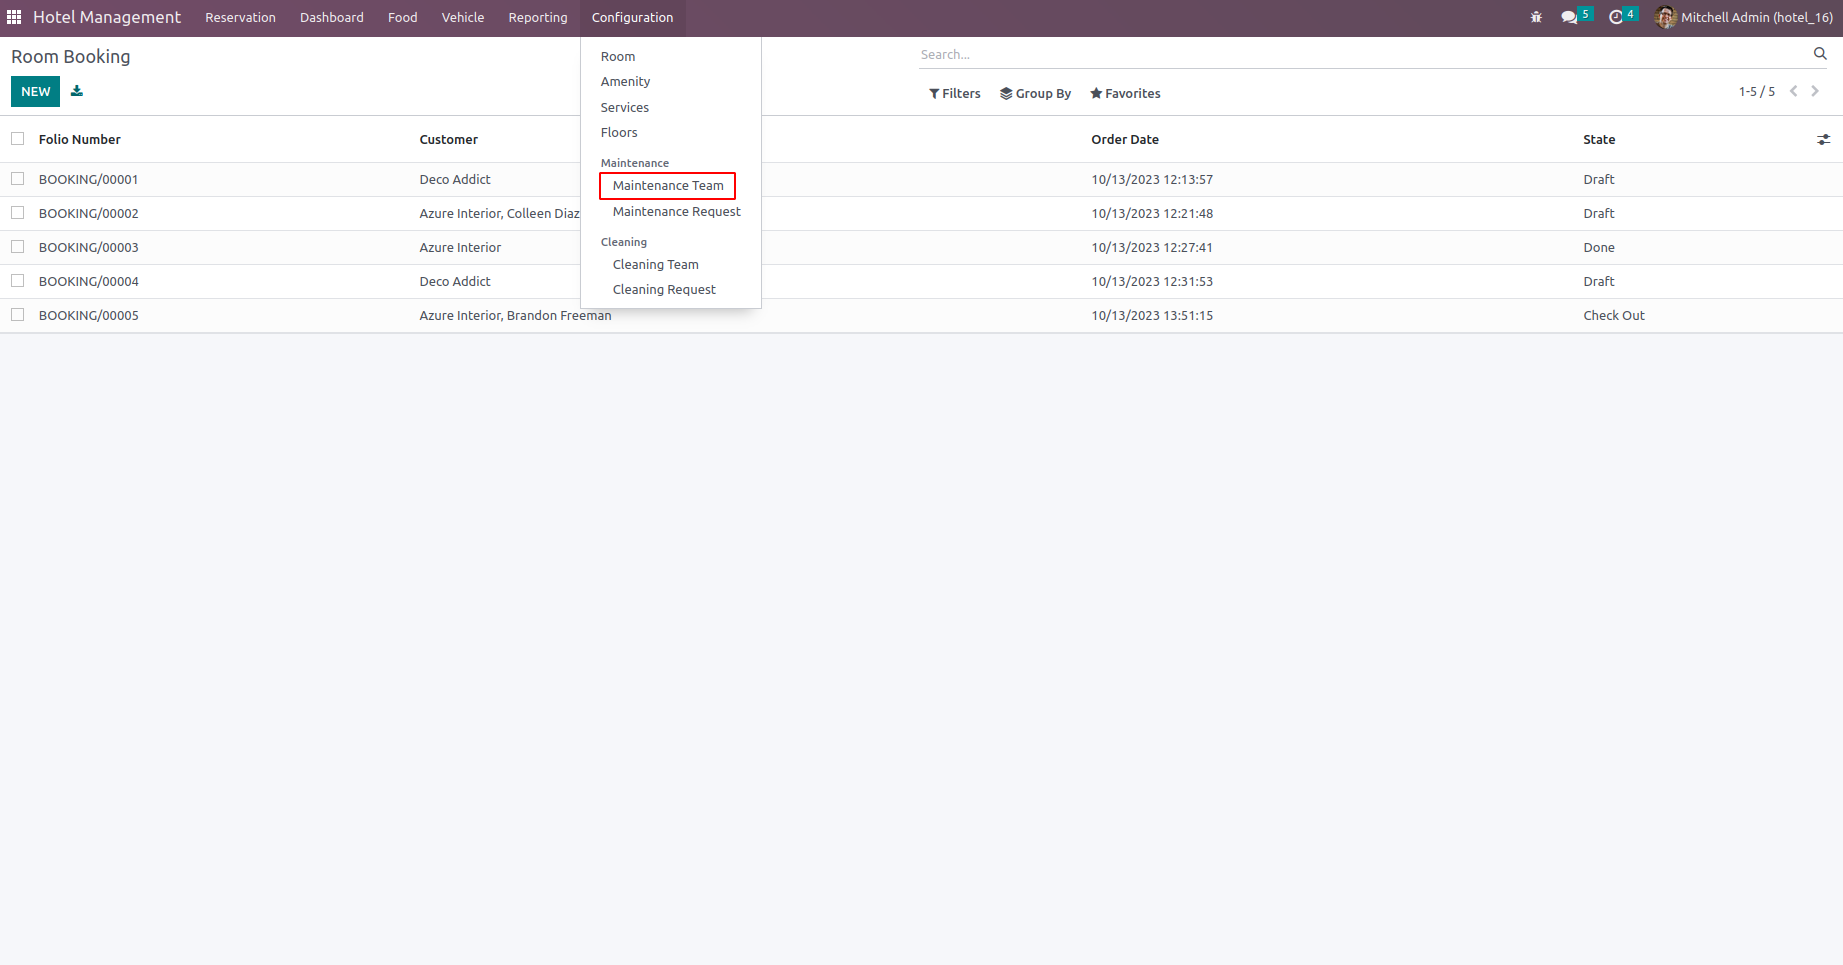 Hotel Management Reservation Dashboard Food Vehicle Reporting Configuration 5 4 Mitchell Admin (hotel_16)
Room Booking
Search...
NEW
Filters Group By Favorites
1-5 / 5
Room
Amenity
Services
Floors
Maintenance
Maintenance Team
Maintenance Request
Cleaning
Cleaning Team
Cleaning Request
Folio Number Customer Order Date State
BOOKING/00001 Deco Addict 10/13/2023 12:13:57 Draft
BOOKING/00002 Azure Interior, Colleen Diaz 10/13/2023 12:21:48 Draft
BOOKING/00003 Azure Interior 10/13/2023 12:27:41 Done
BOOKING/00004 Deco Addict 10/13/2023 12:31:53 Draft
BOOKING/00005 Azure Interior, Brandon Freeman 10/13/2023 13:51:15 Check Out